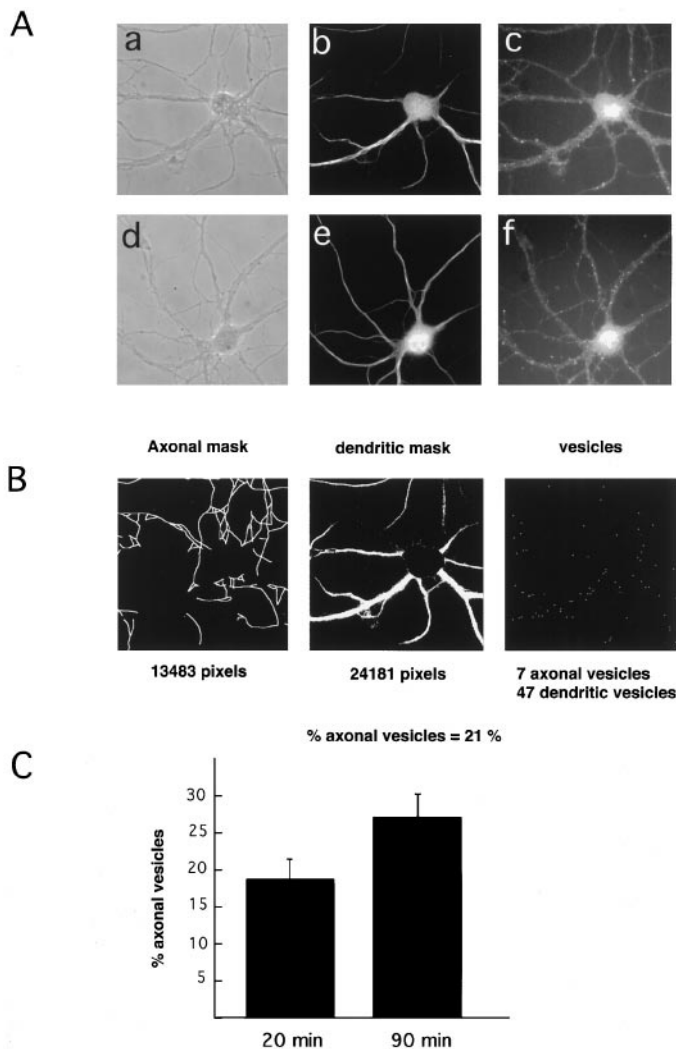 A
a
b
c
d
e
f
Axonal mask
dendritic mask
vesicles
B
13483 pixels
24181 pixels
7 axonal vesicles
47 dendritic vesicles
% axonal vesicles = 21 %
C
% axonal vesicles
30
25
20
15
10
5
20 min
90 min